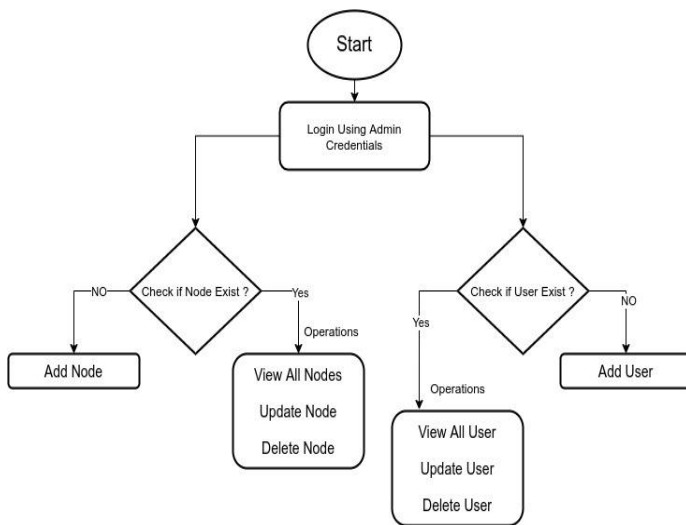 Start
Login Using Admin
Credentials
Check if Node Exist ?
NO
Yes
Operations
Add Node
View All Nodes
Update Node
Delete Node
Check if User Exist ?
Yes
NO
Operations
Add User
View All User
Update User
Delete User